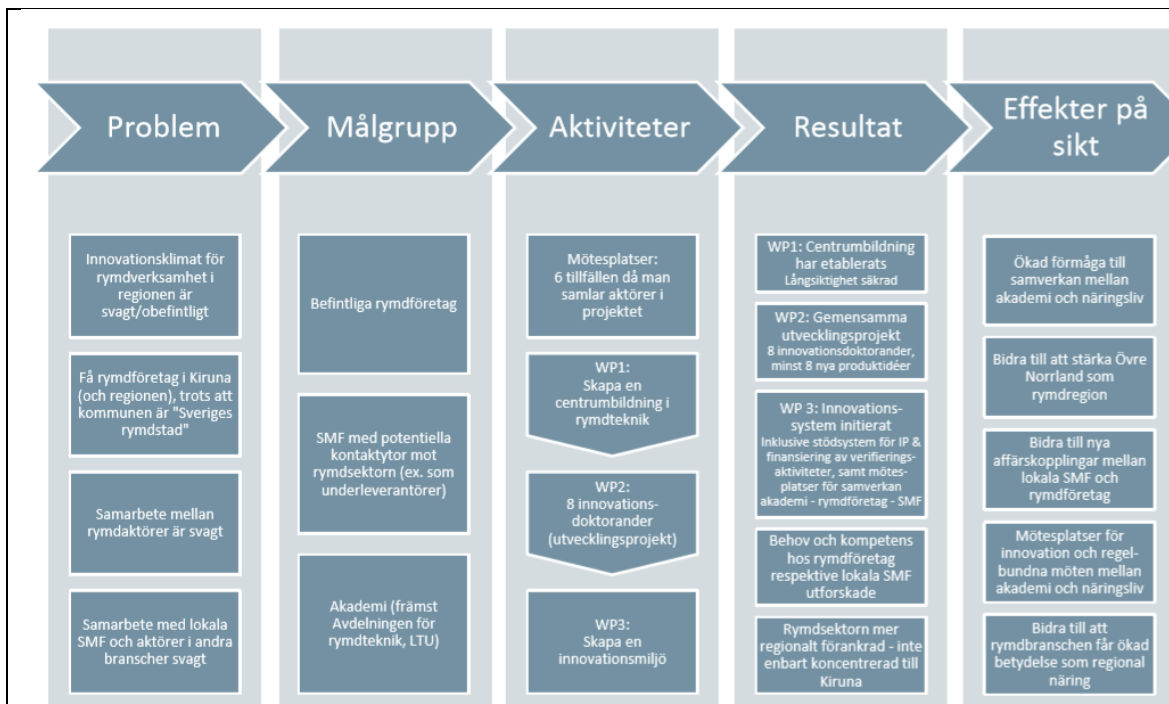 Problem
Målgrupp
Aktiviteter
Resultat
Effekter på
sikt
Innovationsklimat för
rymdverksamhet i
regionen är
svagt/obefintligt
Få rymdföretag i Kiruna
(och regionen), trots att
kommunen är "Sveriges
rymdstad"
Samarbete mellan
rymdaktörer är svagt
Samarbete med lokala
SMF och aktörer i andra
branscher svagt
Befintliga rymdföretag
SMF med potentiella
kontaktytor mot
rymdsektorn (ex. som
underleverantörer)
Akademi (främst
Avdelningen för
rymdteknik, LTU)
Mötesplatser:
6 tillfällen då man
samlar aktörer i
projektet
WP1:
Skapa en
centrumbildning i
rymdteknik
WP2:
8 innovations-
doktorander
(utvecklingsprojekt)
WP3:
Skapa en
innovationsmiljö
WP1: Centrumbildning
har etablerats
Långsiktighet säkrad
WP2: Gemensamma
utvecklingsprojekt
8 innovationsdoktorander,
minst 8 nya produktidéer
WP 3: Innovations-
system initierat
Inklusive stödsystem för IP &
finansiering av verifierings-
aktiviteter, samt mötes-
platser för samverkan
akademi - rymdföretag - SMF
Behov och kompetens
hos rymdföretag
respektive lokala SMF
utforskade
Rymdsektorn mer
regionalt förankrad - inte
enbart koncentrerad till
Kiruna
Ökad förmåga till
samverkan mellan
akademi och näringsliv
Bidra till att stärka Övre
Norrland som
rymdregion
Bidra till nya
affärskopplingar mellan
lokala SMF och
rymdföretag
Mötesplatser för
innovation och regel-
bundna möten mellan
akademi och näringsliv
Bidra till att
rymdbranschen får ökad
betydelse som regional
näring